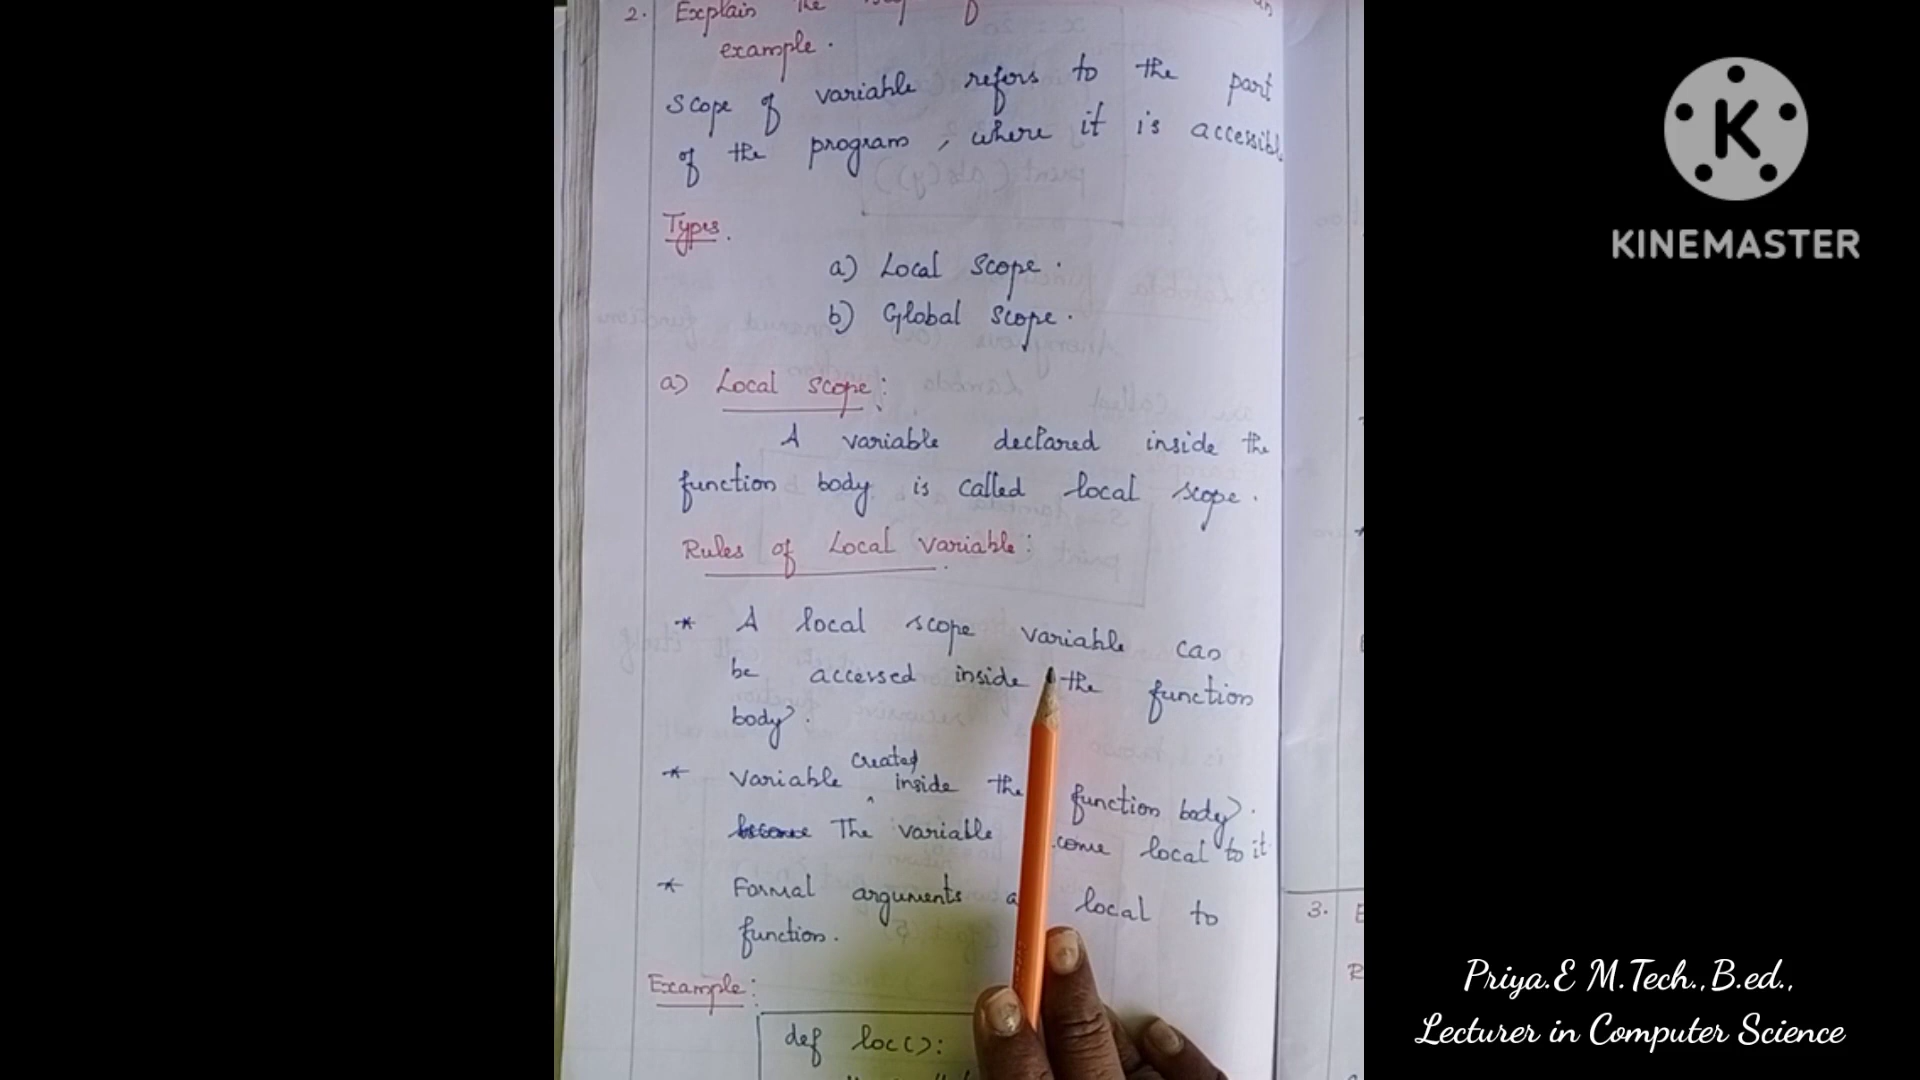 2. Explain the
example.
Scope of variable refers to the part
of the program, where it is accessibl
Types.
a) Local Scope.
b) Global Scope.
a) Local scope:
A variable declared inside the
function body is called local scope.
Rules of Local variable:
* A local scope variable can
be accessed inside the function
body.
* Variable created inside the function body.
The variable come local to it
* Formal arguments a local to
function.
Example:
def loc():
3.
KINEMASTER
Priya.E M.Tech.,B.ed.,
Lecturer in Computer Science